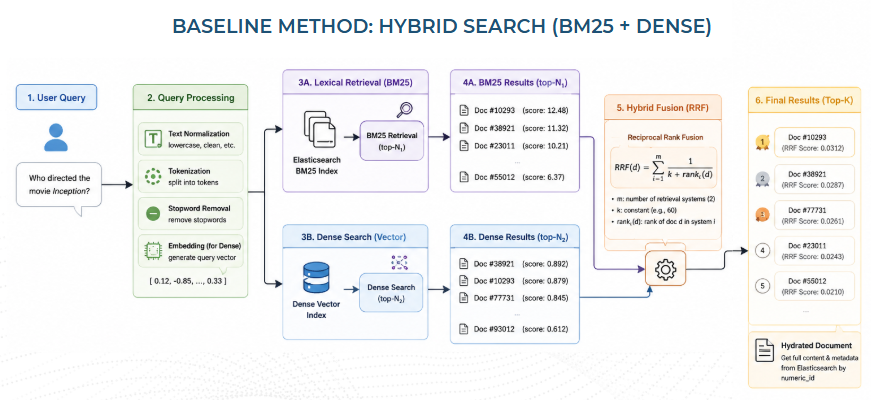 BASELINE METHOD: HYBRID SEARCH (BM25 + DENSE)
1. User Query
Who directed the
movie Inception?
2. Query Processing
Text Normalization
lowercase, clean, etc.
Tokenization
split into tokens
Stopword Removal
remove stopwords
Embedding (for Dense)
generate query vector
[ 0.12, -0.85, ..., 0.33 ]
3A. Lexical Retrieval (BM25)
Elasticsearch
BM25 Index
BM25 Retrieval
(top-N₁)
3B. Dense Search (Vector)
Dense Vector
Index
Dense Search
(top-N₂)
4A. BM25 Results (top-N₁)
Doc #10293 (score: 12.48)
Doc #38921 (score: 11.32)
Doc #23011 (score: 10.21)
...
Doc #55012 (score: 6.37)
4B. Dense Results (top-N₂)
Doc #38921 (score: 0.892)
Doc #10293 (score: 0.879)
Doc #77731 (score: 0.845)
...
Doc #93012 (score: 0.612)
5. Hybrid Fusion (RRF)
Reciprocal Rank Fusion
RRF(d) = m ∑ i=1 1 / k + rankᵢ(d)
• m: number of retrieval systems (2)
• k: constant (e.g., 60)
• rankᵢ(d): rank of doc d in system i
6. Final Results (Top-K)
1 Doc #10293
(RRF Score: 0.0312)
2 Doc #38921
(RRF Score: 0.0287)
3 Doc #77731
(RRF Score: 0.0261)
4 Doc #23011
(RRF Score: 0.0243)
5 Doc #55012
(RRF Score: 0.0210)
...
Hydrated Document
Get full content & metadata
from Elasticsearch by
numeric_id